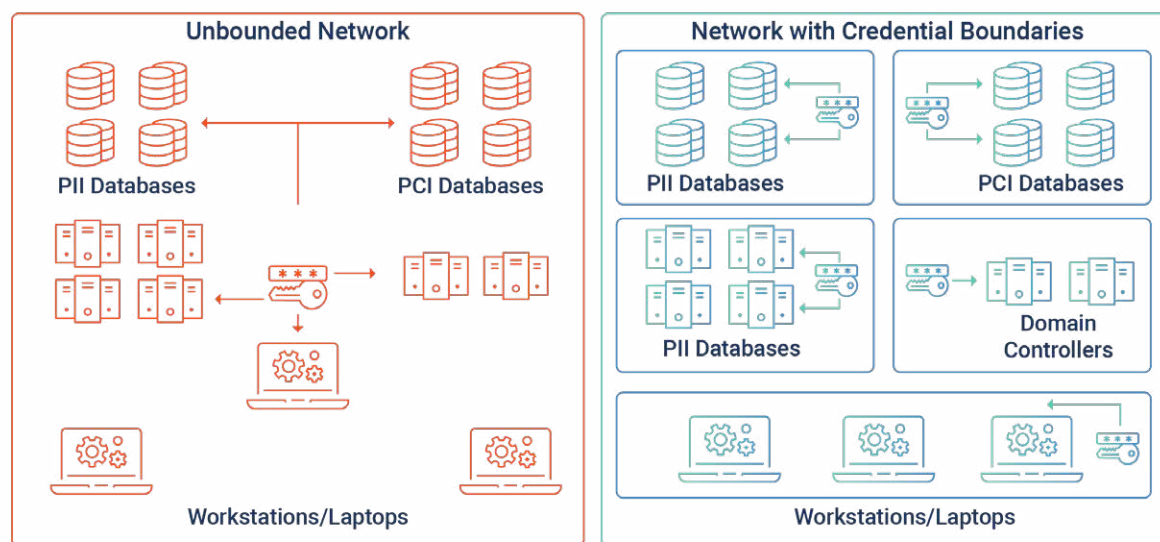 Unbounded Network
PII Databases
PCI Databases
***
Workstations/Laptops
Network with Credential Boundaries
***
PII Databases
***
PCI Databases
***
PII Databases
***
Domain
Controllers
***
Workstations/Laptops